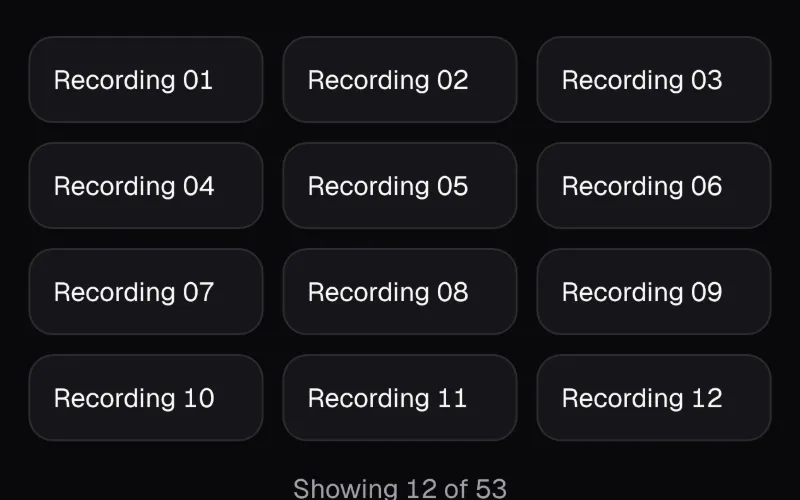 Recording 01
Recording 02
Recording 03
Recording 04
Recording 05
Recording 06
Recording 07
Recording 08
Recording 09
Recording 10
Recording 11
Recording 12
Showing 12 of 53